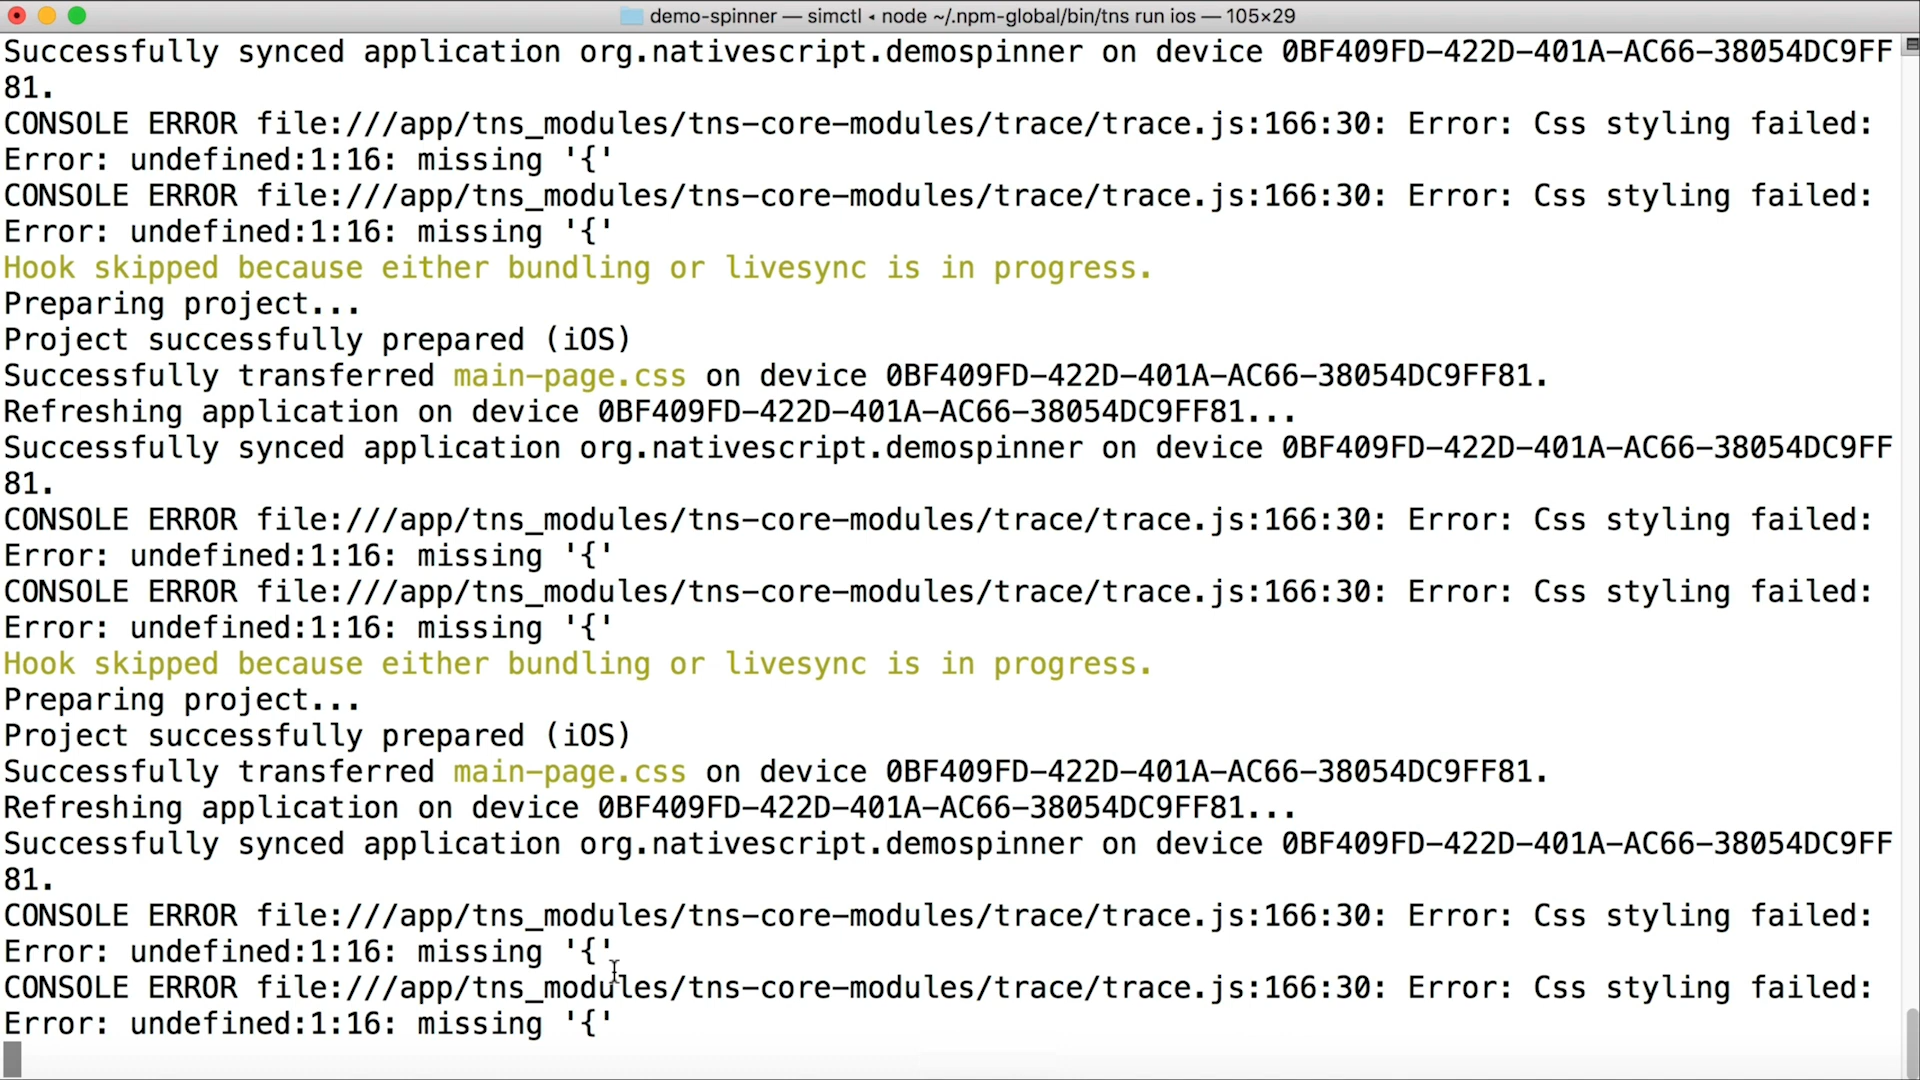 demo-spinner — simctl ◂ node ~/.npm-global/bin/tns run ios — 105×29
Successfully synced application org.nativescript.demospinner on device 0BF409FD-422D-401A-AC66-38054DC9FF
81.
CONSOLE ERROR file:///app/tns_modules/tns-core-modules/trace/trace.js:166:30: Error: Css styling failed:
Error: undefined:1:16: missing '{'
CONSOLE ERROR file:///app/tns_modules/tns-core-modules/trace/trace.js:166:30: Error: Css styling failed:
Error: undefined:1:16: missing '{'
Hook skipped because either bundling or livesync is in progress.
Preparing project...
Project successfully prepared (iOS)
Successfully transferred main-page.css on device 0BF409FD-422D-401A-AC66-38054DC9FF81.
Refreshing application on device 0BF409FD-422D-401A-AC66-38054DC9FF81...
Successfully synced application org.nativescript.demospinner on device 0BF409FD-422D-401A-AC66-38054DC9FF
81.
CONSOLE ERROR file:///app/tns_modules/tns-core-modules/trace/trace.js:166:30: Error: Css styling failed:
Error: undefined:1:16: missing '{'
CONSOLE ERROR file:///app/tns_modules/tns-core-modules/trace/trace.js:166:30: Error: Css styling failed:
Error: undefined:1:16: missing '{'
Hook skipped because either bundling or livesync is in progress.
Preparing project...
Project successfully prepared (iOS)
Successfully transferred main-page.css on device 0BF409FD-422D-401A-AC66-38054DC9FF81.
Refreshing application on device 0BF409FD-422D-401A-AC66-38054DC9FF81...
Successfully synced application org.nativescript.demospinner on device 0BF409FD-422D-401A-AC66-38054DC9FF
81.
CONSOLE ERROR file:///app/tns_modules/tns-core-modules/trace/trace.js:166:30: Error: Css styling failed:
Error: undefined:1:16: missing '{'
CONSOLE ERROR file:///app/tns_modules/tns-core-modules/trace/trace.js:166:30: Error: Css styling failed:
Error: undefined:1:16: missing '{'